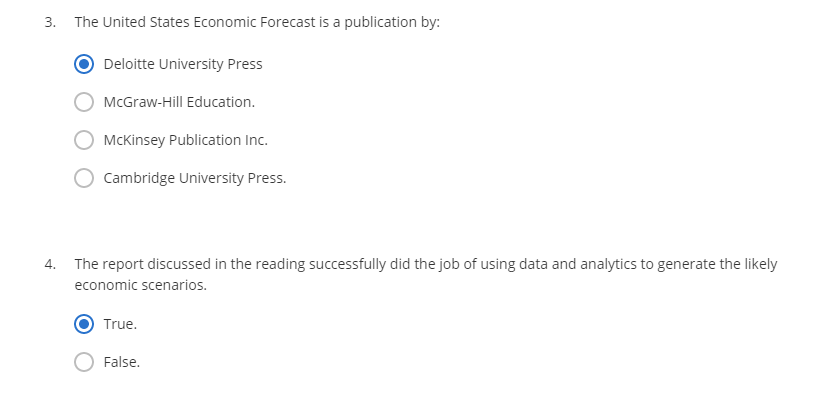 3. The United States Economic Forecast is a publication by:
Deloitte University Press
McGraw-Hill Education.
McKinsey Publication Inc.
Cambridge University Press.
4. The report discussed in the reading successfully did the job of using data and analytics to generate the likely
economic scenarios.
True.
False.